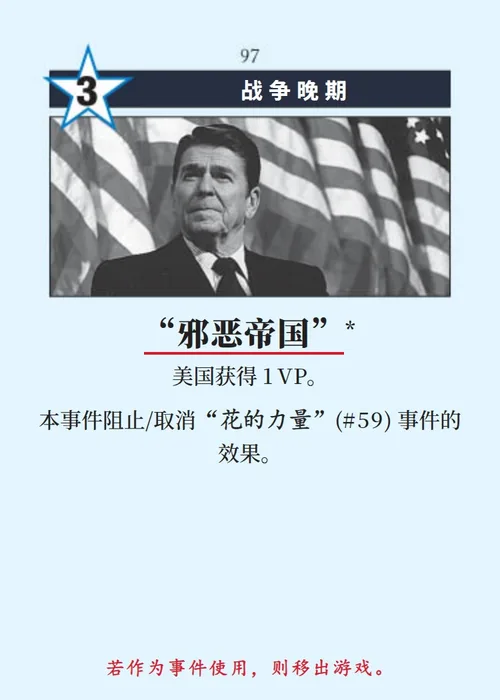 97
3
战争晚期
“邪恶帝国”*
美国获得 1 VP。
本事件阻止/取消“花的力量”(#59) 事件的
效果。
若作为事件使用，则移出游戏。